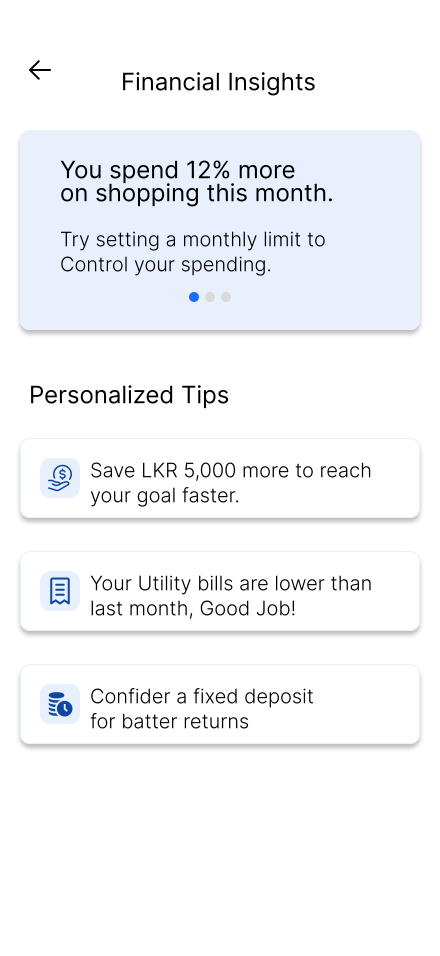 Financial Insights
You spend 12% more
on shopping this month.
Try setting a monthly limit to
Control your spending.
Personalized Tips
Save LKR 5,000 more to reach
your goal faster.
Your Utility bills are lower than
last month, Good Job!
Confider a fixed deposit
for batter returns